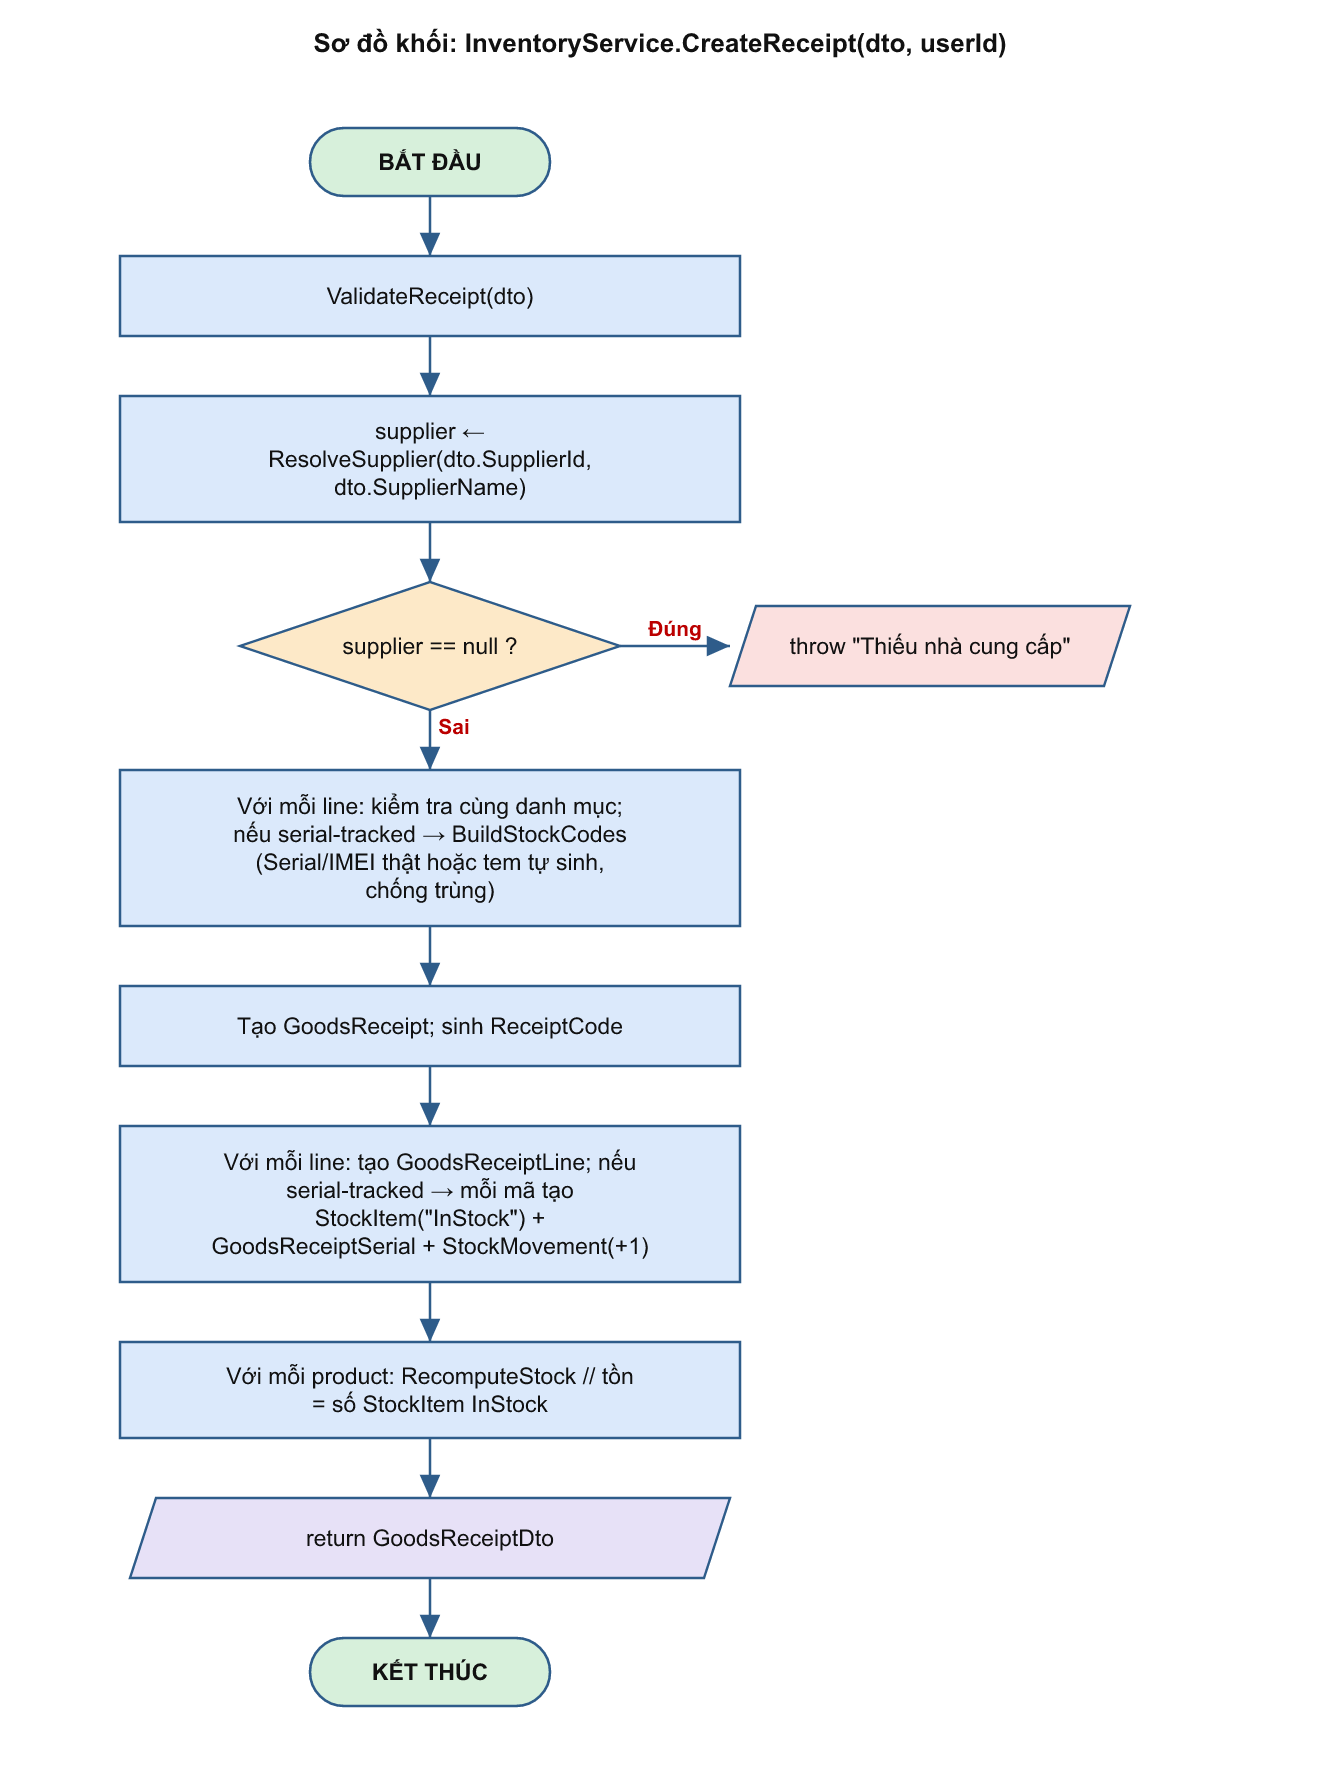 Sơ đồ khối: InventoryService.CreateReceipt(dto, userId)
BẮT ĐẦU
ValidateReceipt(dto)
supplier ←
ResolveSupplier(dto.SupplierId,
dto.SupplierName)
supplier == null ?
Đúng
throw "Thiếu nhà cung cấp"
Sai
Với mỗi line: kiểm tra cùng danh mục;
nếu serial-tracked → BuildStockCodes
(Serial/IMEI thật hoặc tem tự sinh,
chống trùng)
Tạo GoodsReceipt; sinh ReceiptCode
Với mỗi line: tạo GoodsReceiptLine; nếu
serial-tracked → mỗi mã tạo
StockItem("InStock") +
GoodsReceiptSerial + StockMovement(+1)
Với mỗi product: RecomputeStock // tồn
= số StockItem InStock
return GoodsReceiptDto
KẾT THÚC